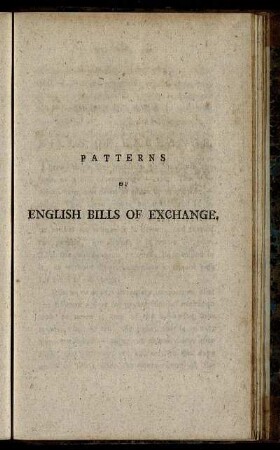 PATTERNS
OF
ENGLISH BILLS OF EXCHANGE,